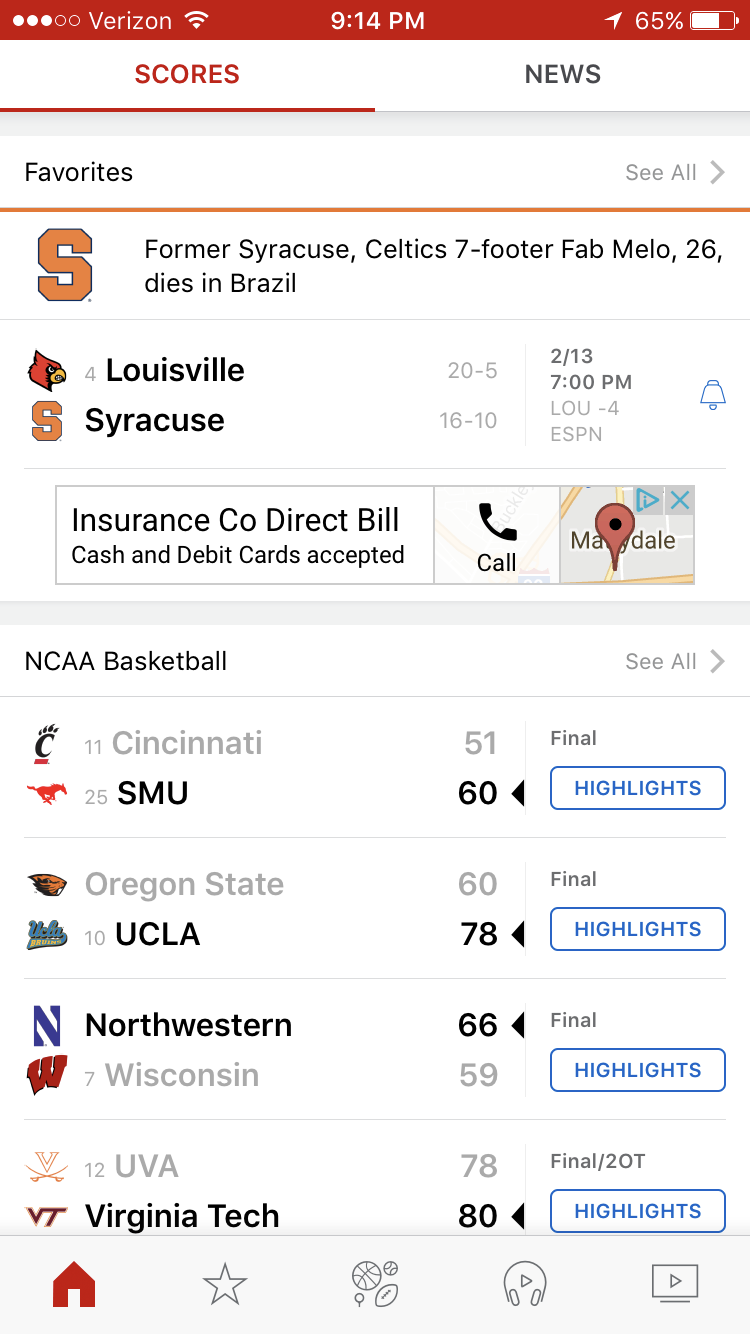 Verizon 9:14 PM 65%
SCORES NEWS
Favorites See All
Former Syracuse, Celtics 7-footer Fab Melo, 26,
dies in Brazil
4 Louisville 20-5
Syracuse 16-10
2/13
7:00 PM
LOU -4
ESPN
Insurance Co Direct Bill
Cash and Debit Cards accepted
Call
NCAA Basketball See All
11 Cincinnati 51 Final
25 SMU 60 HIGHLIGHTS
Oregon State 60 Final
Ucla
BRUINS
10 UCLA 78 HIGHLIGHTS
Northwestern 66 Final
7 Wisconsin 59 HIGHLIGHTS
12 UVA 78 Final/2OT
Virginia Tech 80 HIGHLIGHTS